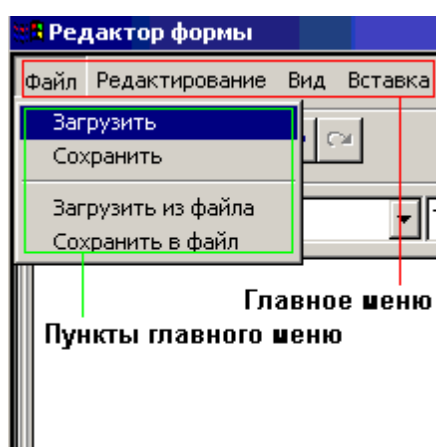 Редактор формы
Файл Редактирование Вид Вставка
Загрузить
Сохранить
Загрузить из файла
Сохранить в файл
Главное меню
Пункты главного меню